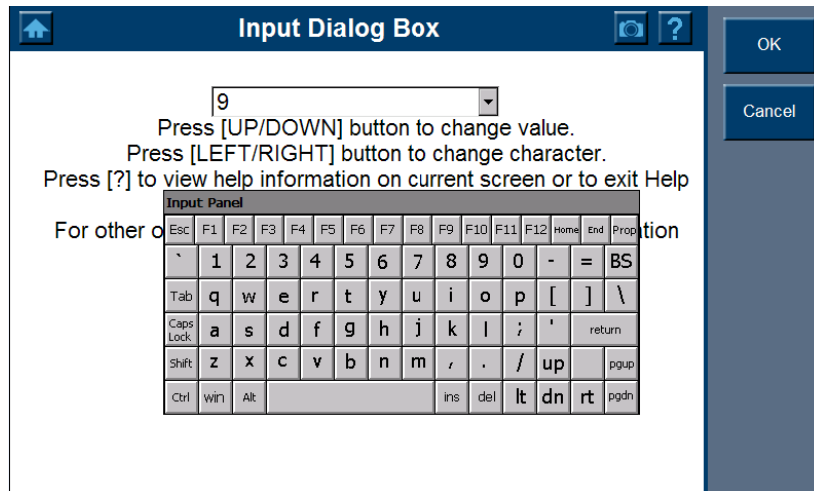 Input Dialog Box
?
OK
Cancel
9
Press [UP/DOWN] button to change value.
Press [LEFT/RIGHT] button to change character.
Press [?] to view help information on current screen or to exit Help
Input Panel
For other
Esc F1 F2 F3 F4 F5 F6 F7 F8 F9 F10 F11 F12 Home End Prop
` 1 2 3 4 5 6 7 8 9 0 - = BS
Tab q w e r t y u i o p [ ] \
Caps Lock a s d f g h j k l ; ' return
Shift z x c v b n m , . / up pgup
Ctrl win Alt ins del lt dn rt pgdn